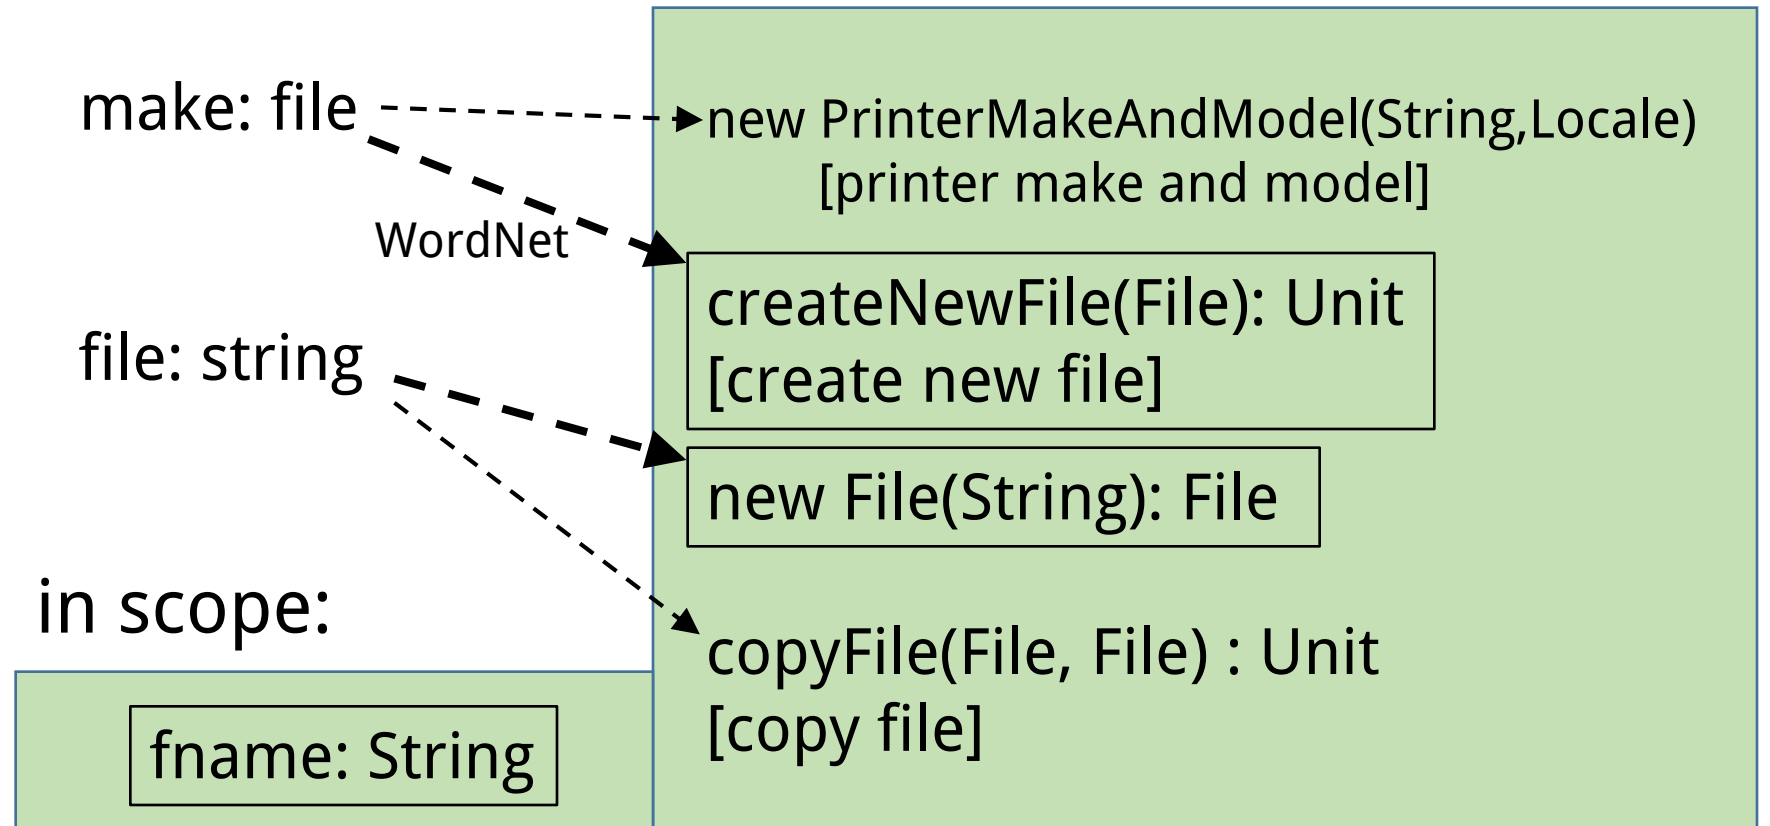 make: file
WordNet
file: string
in scope:
fname: String
new PrinterMakeAndModel(String,Locale)
[printer make and model]
createNewFile(File): Unit
[create new file]
new File(String): File
copyFile(File, File) : Unit
[copy file]